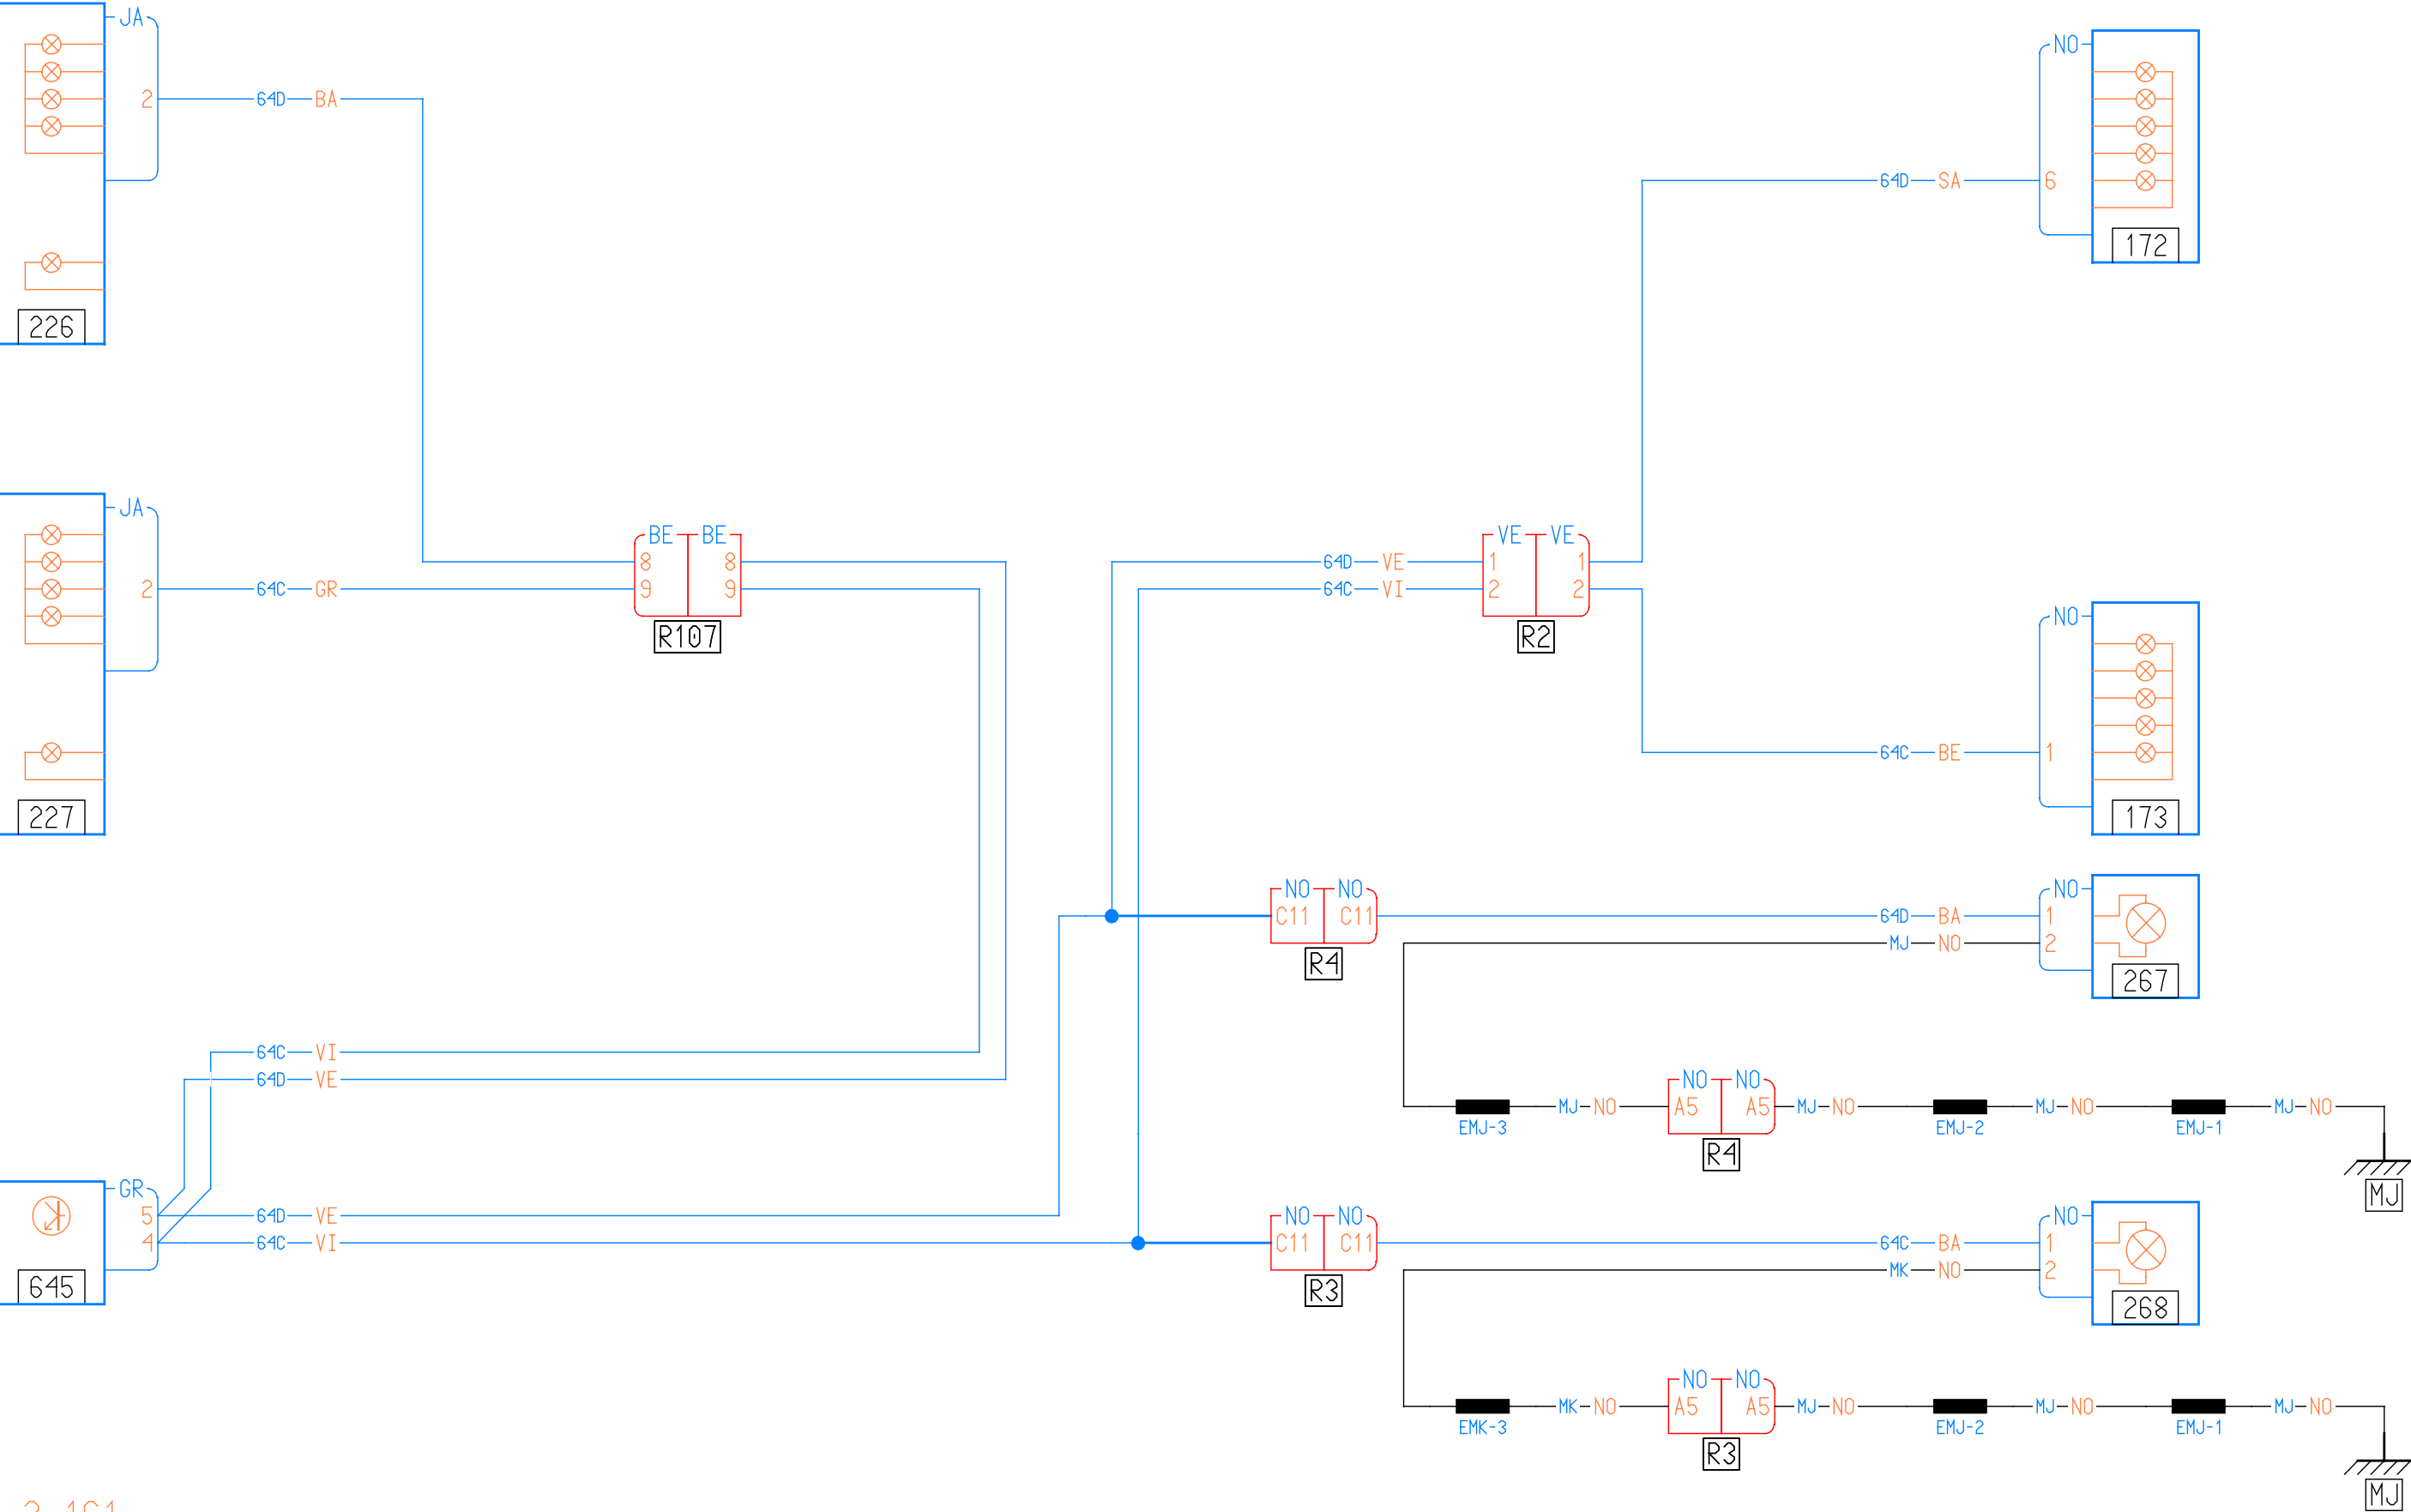 JA
NO
2 64D BA
64D SA 6
172
226
JA
BE BE
VE VE
8 8
64D VE 1 1
2 64C GR 9 9
64C VI 2 2
NO
R107
R2
64C BE 1
227
173
NO NO
NO
C11 C11
64D BA 1
MJ NO 2
R4
267
64C VI
64D VE
NO NO
MJ NO A5 A5 MJ NO MJ NO MJ NO
EMJ-3
EMJ-2
EMJ-1
R4
MJ
GR
5 64D VE
4 64C VI
645
NO NO
NO
C11 C11
64C BA 1
MK NO 2
R3
268
NO NO
MK NO A5 A5 MJ NO MJ NO MJ NO
EMK-3
EMJ-2
EMJ-1
R3
MJ